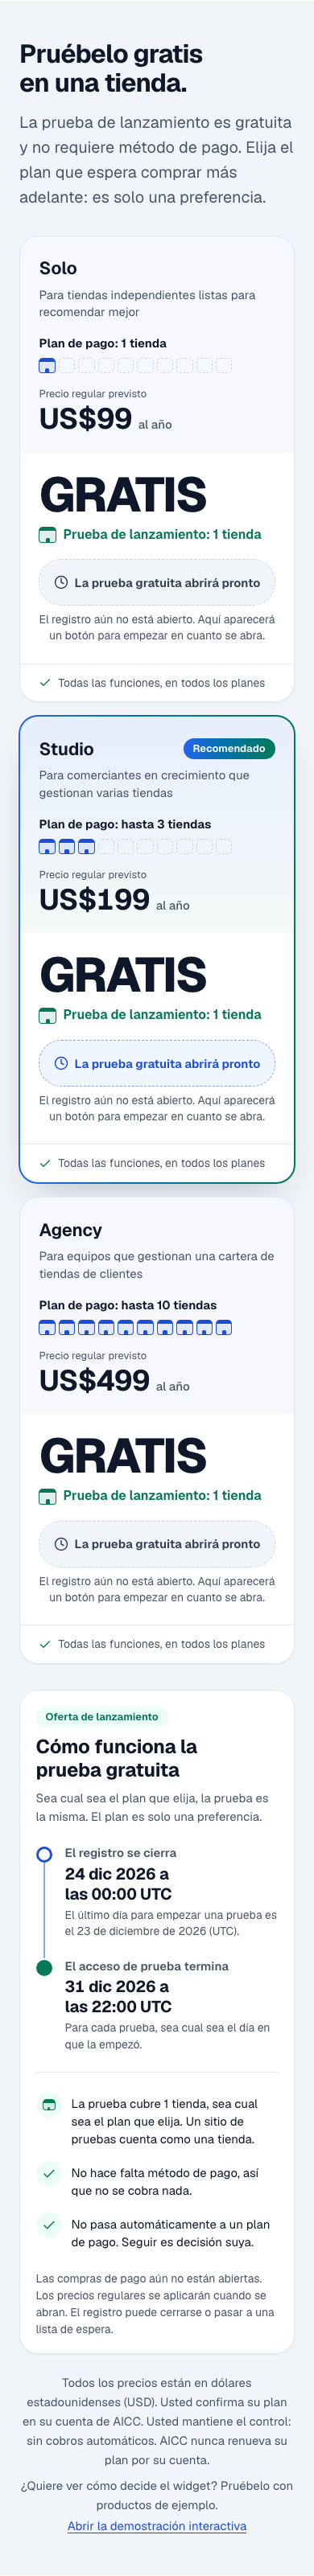 Pruébelo gratis
en una tienda.
La prueba de lanzamiento es gratuita
y no requiere método de pago. Elija el
plan que espera comprar más
adelante: es solo una preferencia.
Solo
Para tiendas independientes listas para
recomendar mejor
Plan de pago: 1 tienda
Precio regular previsto
US$99 al año
GRATIS
Prueba de lanzamiento: 1 tienda
La prueba gratuita abrirá pronto
El registro aún no está abierto. Aquí aparecerá
un botón para empezar en cuanto se abra.
Todas las funciones, en todos los planes
Studio
Recomendado
Para comerciantes en crecimiento que
gestionan varias tiendas
Plan de pago: hasta 3 tiendas
Precio regular previsto
US$199 al año
GRATIS
Prueba de lanzamiento: 1 tienda
La prueba gratuita abrirá pronto
El registro aún no está abierto. Aquí aparecerá
un botón para empezar en cuanto se abra.
Todas las funciones, en todos los planes
Agency
Para equipos que gestionan una cartera de
tiendas de clientes
Plan de pago: hasta 10 tiendas
Precio regular previsto
US$499 al año
GRATIS
Prueba de lanzamiento: 1 tienda
La prueba gratuita abrirá pronto
El registro aún no está abierto. Aquí aparecerá
un botón para empezar en cuanto se abra.
Todas las funciones, en todos los planes
Oferta de lanzamiento
Cómo funciona la
prueba gratuita
Sea cual sea el plan que elija, la prueba es
la misma. El plan es solo una preferencia.
El registro se cierra
24 dic 2026 a
las 00:00 UTC
El último día para empezar una prueba es
el 23 de diciembre de 2026 (UTC).
El acceso de prueba termina
31 dic 2026 a
las 22:00 UTC
Para cada prueba, sea cual sea el día en
que la empezó.
La prueba cubre 1 tienda, sea cual
sea el plan que elija. Un sitio de
pruebas cuenta como una tienda.
No hace falta método de pago, así
que no se cobra nada.
No pasa automáticamente a un plan
de pago. Seguir es decisión suya.
Las compras de pago aún no están abiertas.
Los precios regulares se aplicarán cuando se
abran. El registro puede cerrarse o pasar a una
lista de espera.
Todos los precios están en dólares
estadounidenses (USD). Usted confirma su plan
en su cuenta de AICC. Usted mantiene el control:
sin cobros automáticos. AICC nunca renueva su
plan por su cuenta.
¿Quiere ver cómo decide el widget? Pruébelo con
productos de ejemplo.
Abrir la demostración interactiva